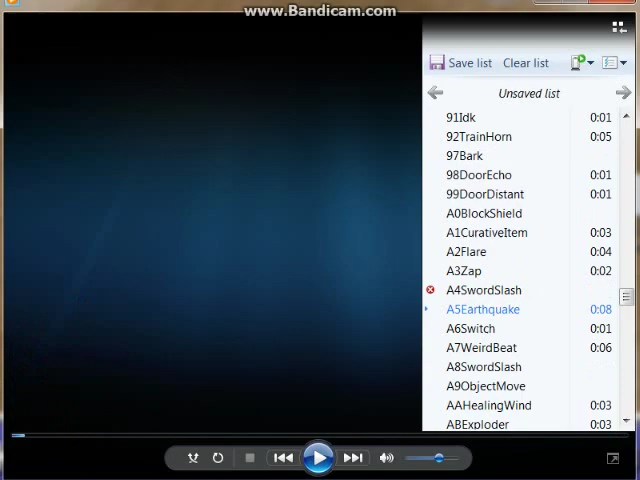 www.Bandicam.com
Save list Clear list
Unsaved list
91Idk 0:01
92TrainHorn 0:05
97Bark
98DoorEcho 0:01
99DoorDistant 0:01
A0BlockShield
A1CurativeItem 0:03
A2Flare 0:04
A3Zap 0:02
A4SwordSlash
A5Earthquake 0:08
A6Switch 0:01
A7WeirdBeat 0:06
A8SwordSlash
A9ObjectMove
AAHealingWind 0:03
ABExploder 0:03